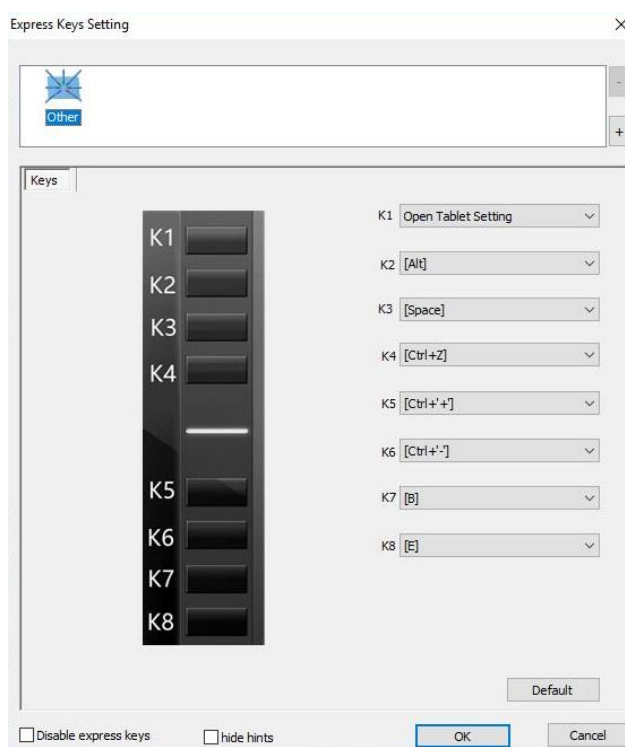 Express Keys Setting
Other
-
+
Keys
K1
K2
K3
K4
K5
K6
K7
K8
K1 Open Tablet Setting
K2 [Alt]
K3 [Space]
K4 [Ctrl+Z]
K5 [Ctrl+'+']
K6 [Ctrl+'-']
K7 [B]
K8 [E]
Default
Disable express keys
hide hints
OK
Cancel